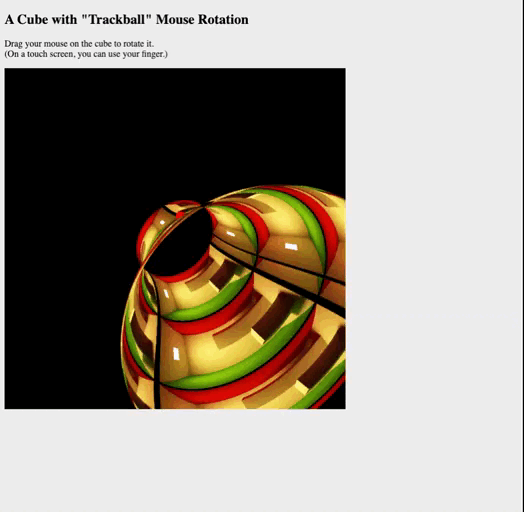 A Cube with "Trackball" Mouse Rotation
Drag your mouse on the cube to rotate it.
(On a touch screen, you can use your finger.)